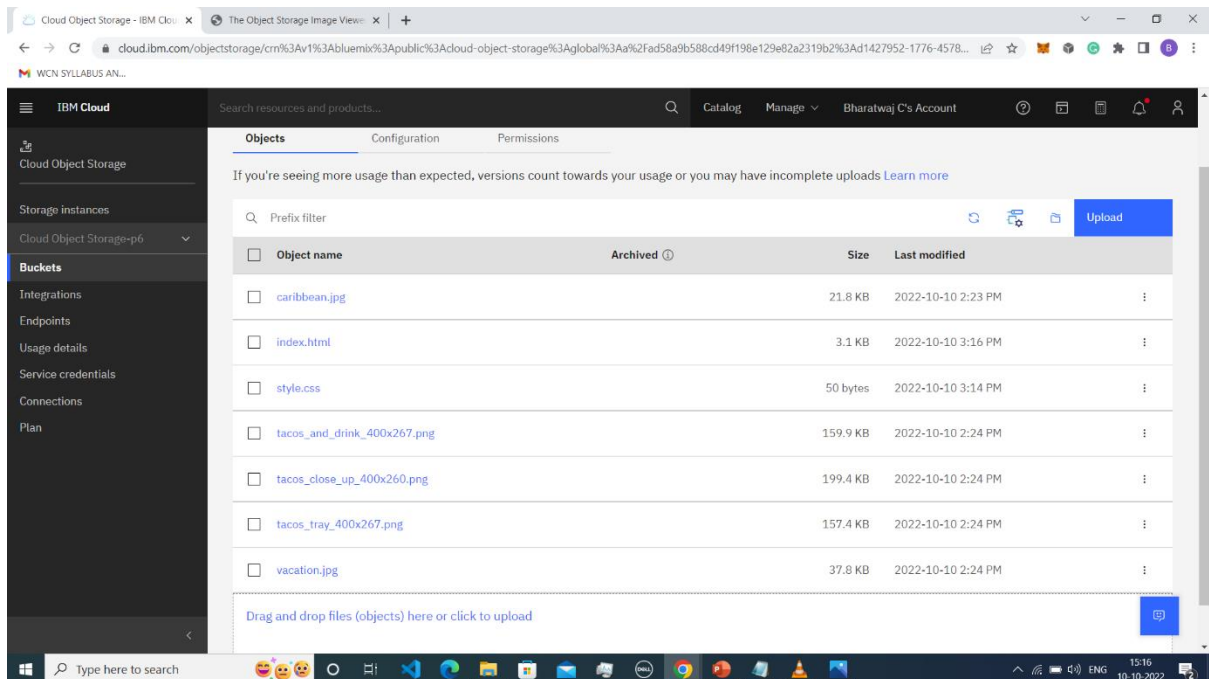 Cloud Object Storage - IBM Clou
The Object Storage Image Viewe
cloud.ibm.com/objectstorage/crn%3Av1%3Abluemix%3Apublic%3Acloud-object-storage%3Aglobal%3Aa%2Fad58a9b588cd49f198e129e82a2319b2%3Ad1427952-1776-4578...
B
WCN SYLLABUS AN...
IBM Cloud
Search resources and products...
Catalog
Manage
Bharatwaj C's Account
Cloud Object Storage
Storage instances
Cloud Object Storage-p6
Buckets
Integrations
Endpoints
Usage details
Service credentials
Connections
Plan
Objects Configuration Permissions
If you're seeing more usage than expected, versions count towards your usage or you may have incomplete uploads Learn more
Prefix filter
Upload
Object name Archived Size Last modified
caribbean.jpg 21.8 KB 2022-10-10 2:23 PM
index.html 3.1 KB 2022-10-10 3:16 PM
style.css 50 bytes 2022-10-10 3:14 PM
tacos_and_drink_400x267.png 159.9 KB 2022-10-10 2:24 PM
tacos_close_up_400x260.png 199.4 KB 2022-10-10 2:24 PM
tacos_tray_400x267.png 157.4 KB 2022-10-10 2:24 PM
vacation.jpg 37.8 KB 2022-10-10 2:24 PM
Drag and drop files (objects) here or click to upload
Type here to search
DELL
ENG
15:16
10-10-2022
2